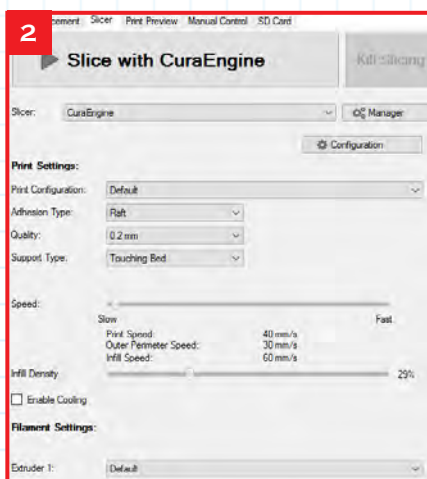 2
cement Slicer Print Preview Manual Control SD Card
Slice with CuraEngine
Kill Slicing
Slicer: CuraEngine Manager
Configuration
Print Settings:
Print Configuration: Default
Adhesion Type: Raft
Quality: 0.2 mm
Support Type: Touching Bed
Speed:
Slow Fast
Print Speed: 40 mm/s
Outer Perimeter Speed: 30 mm/s
Infill Speed: 60 mm/s
Infill Density 29%
Enable Cooling
Filament Settings:
Extruder 1: Default